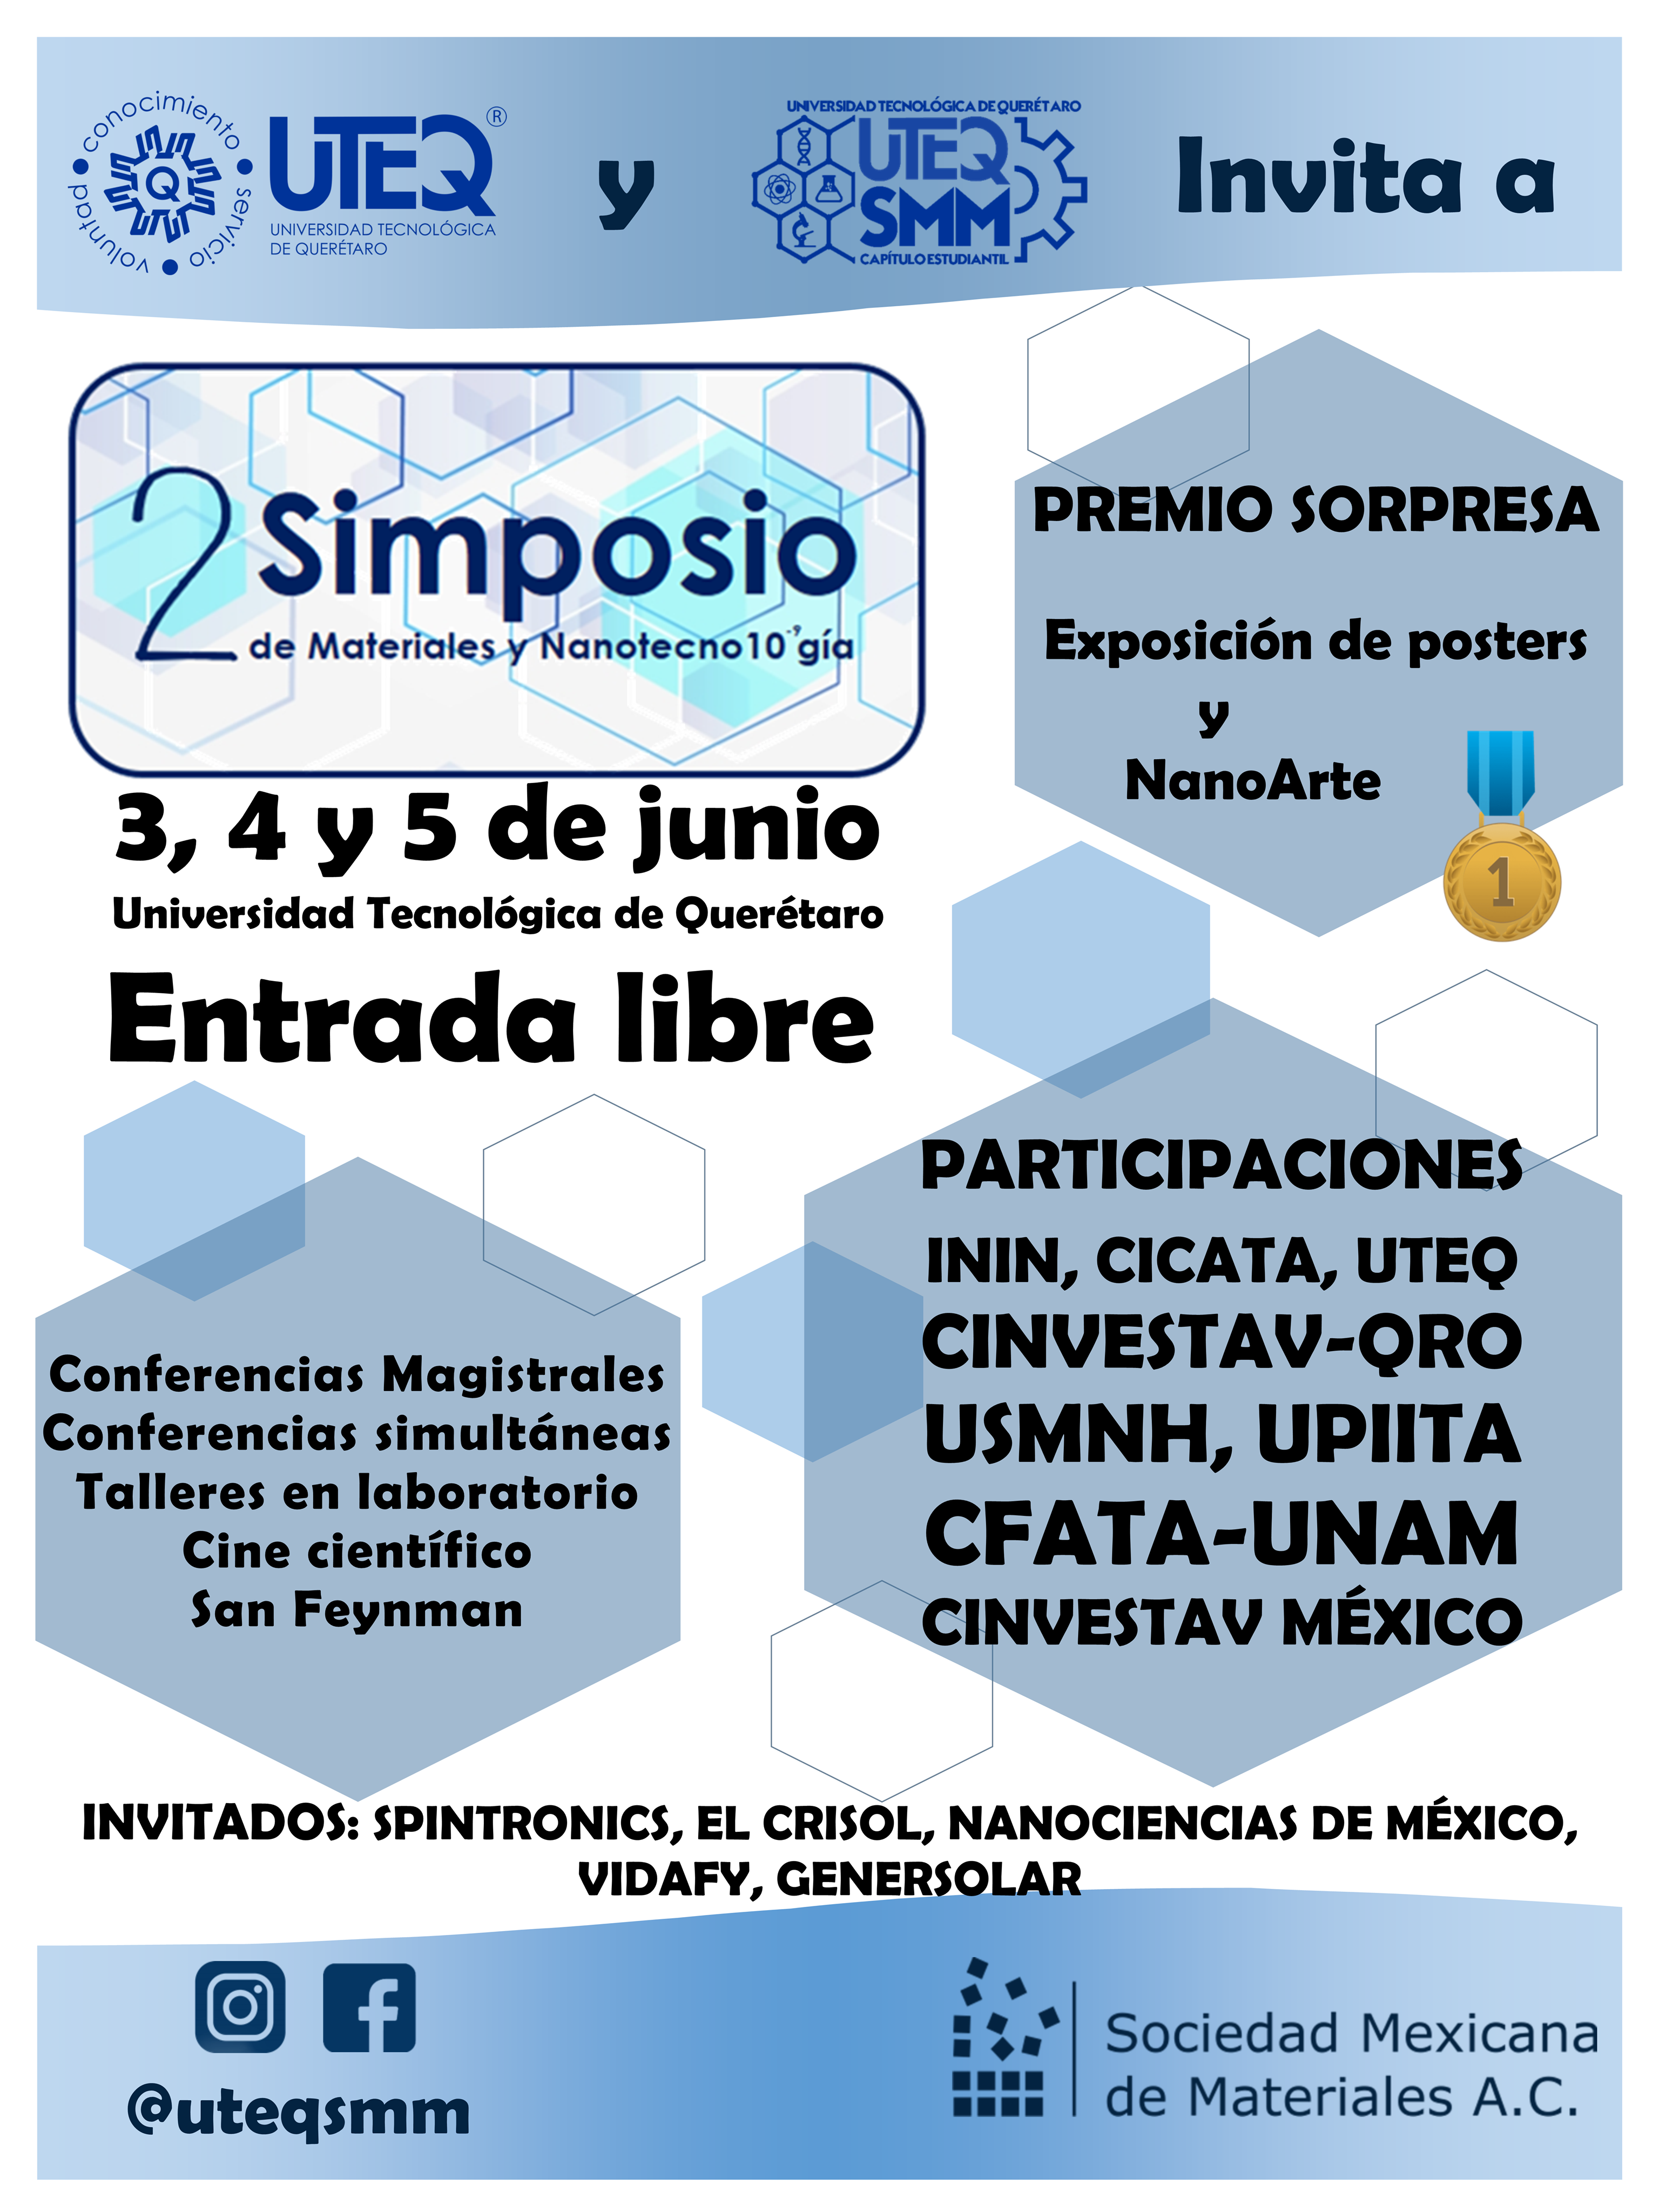 conocimiento
servicio
voluntad
Q
UTEQ®
UNIVERSIDAD TECNOLÓGICA
DE QUERÉTARO
y
UNIVERSIDAD TECNOLÓGICA DE QUERÉTARO
UTEQ
SMM
CAPÍTULO ESTUDIANTIL
Invita a
2 Simposio
de Materiales y Nanotecno10⁻⁹gía
3, 4 y 5 de junio
Universidad Tecnológica de Querétaro
Entrada libre
PREMIO SORPRESA
Exposición de posters
y
NanoArte
1
Conferencias Magistrales
Conferencias simultáneas
Talleres en laboratorio
Cine científico
San Feynman
PARTICIPACIONES
ININ, CICATA, UTEQ
CINVESTAV-QRO
USMNH, UPIITA
CFATA-UNAM
CINVESTAV MÉXICO
INVITADOS: SPINTRONICS, EL CRISOL, NANOCIENCIAS DE MÉXICO,
VIDAFY, GENERSOLAR
@uteqsmm
Sociedad Mexicana
de Materiales A.C.